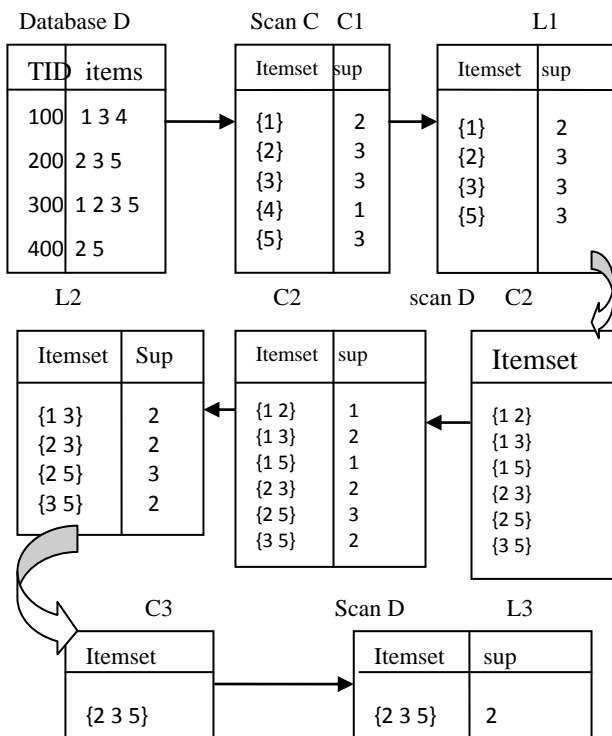 Database D
Scan C C1
L1
TID items
100 1 3 4
200 2 3 5
300 1 2 3 5
400 2 5
Itemset sup
{1} 2
{2} 3
{3} 3
{4} 1
{5} 3
Itemset sup
{1} 2
{2} 3
{3} 3
{5} 3
L2
C2
scan D C2
Itemset Sup
{1 3} 2
{2 3} 2
{2 5} 3
{3 5} 2
Itemset sup
{1 2} 1
{1 3} 2
{1 5} 1
{2 3} 2
{2 5} 3
{3 5} 2
Itemset
{1 2}
{1 3}
{1 5}
{2 3}
{2 5}
{3 5}
C3
Scan D
L3
Itemset
{2 3 5}
Itemset sup
{2 3 5} 2